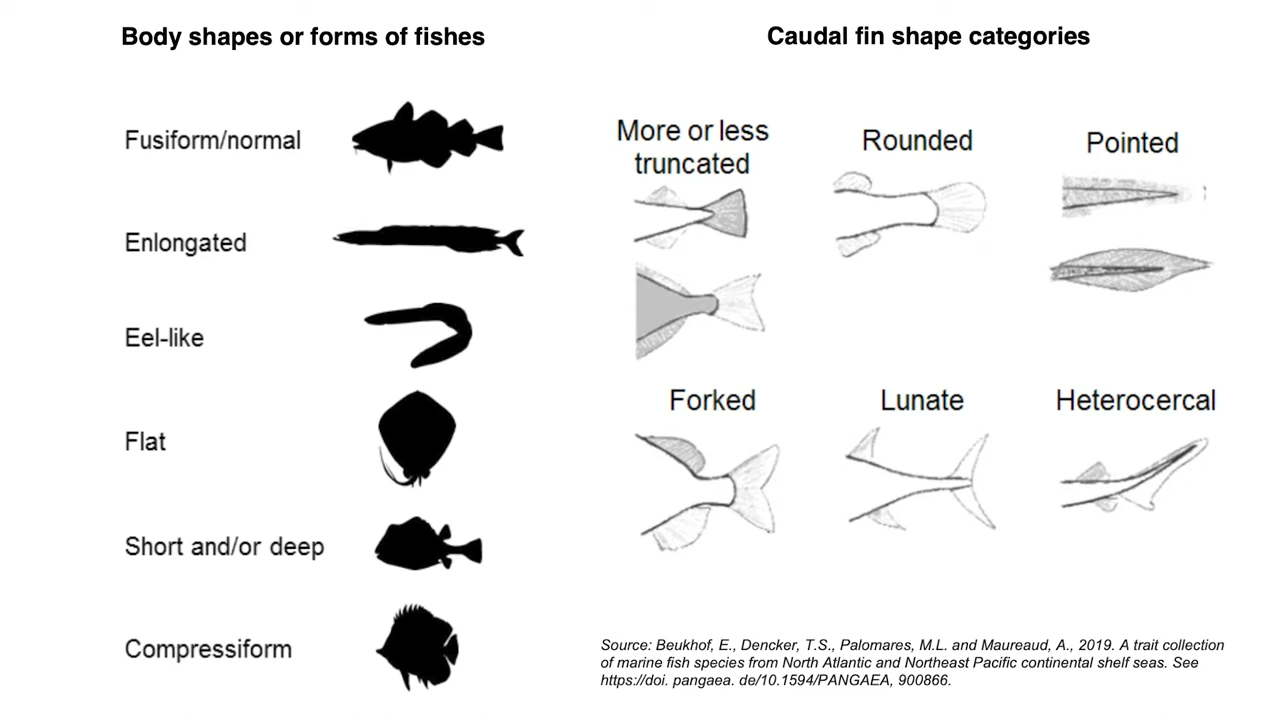 Body shapes or forms of fishes
Fusiform/normal
Enlongated
Eel-like
Flat
Short and/or deep
Compressiform
Caudal fin shape categories
More or less
truncated
Rounded
Pointed
Forked
Lunate
Heterocercal
Source: Beukhof, E., Dencker, T.S., Palomares, M.L. and Maureaud, A., 2019. A trait collection
of marine fish species from North Atlantic and Northeast Pacific continental shelf seas. See
https://doi. pangaea. de/10.1594/PANGAEA, 900866.